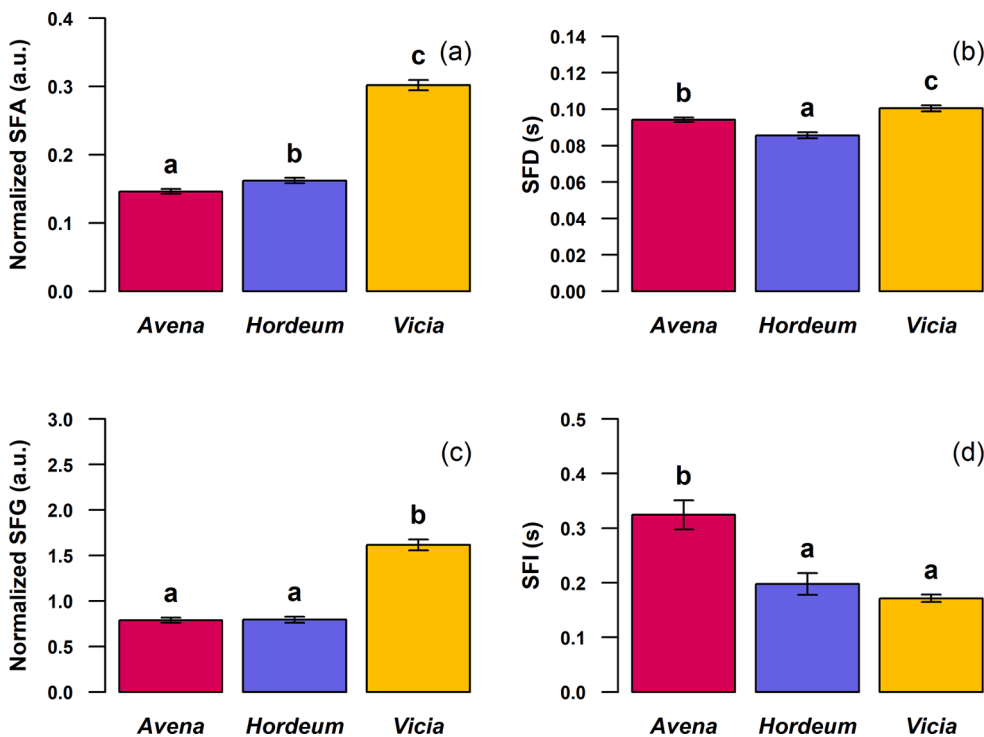 Normalized SFA (a.u.)
0.4
0.3
0.2
0.1
0.0
a
b
c
(a)
Avena
Hordeum
Vicia
SFD (s)
0.14
0.12
0.10
0.08
0.06
0.04
0.02
0.00
b
a
c
(b)
Avena
Hordeum
Vicia
Normalized SFG (a.u.)
3.0
2.5
2.0
1.5
1.0
0.5
0.0
a
a
b
(c)
Avena
Hordeum
Vicia
SFI (s)
0.5
0.4
0.3
0.2
0.1
0.0
b
a
a
(d)
Avena
Hordeum
Vicia